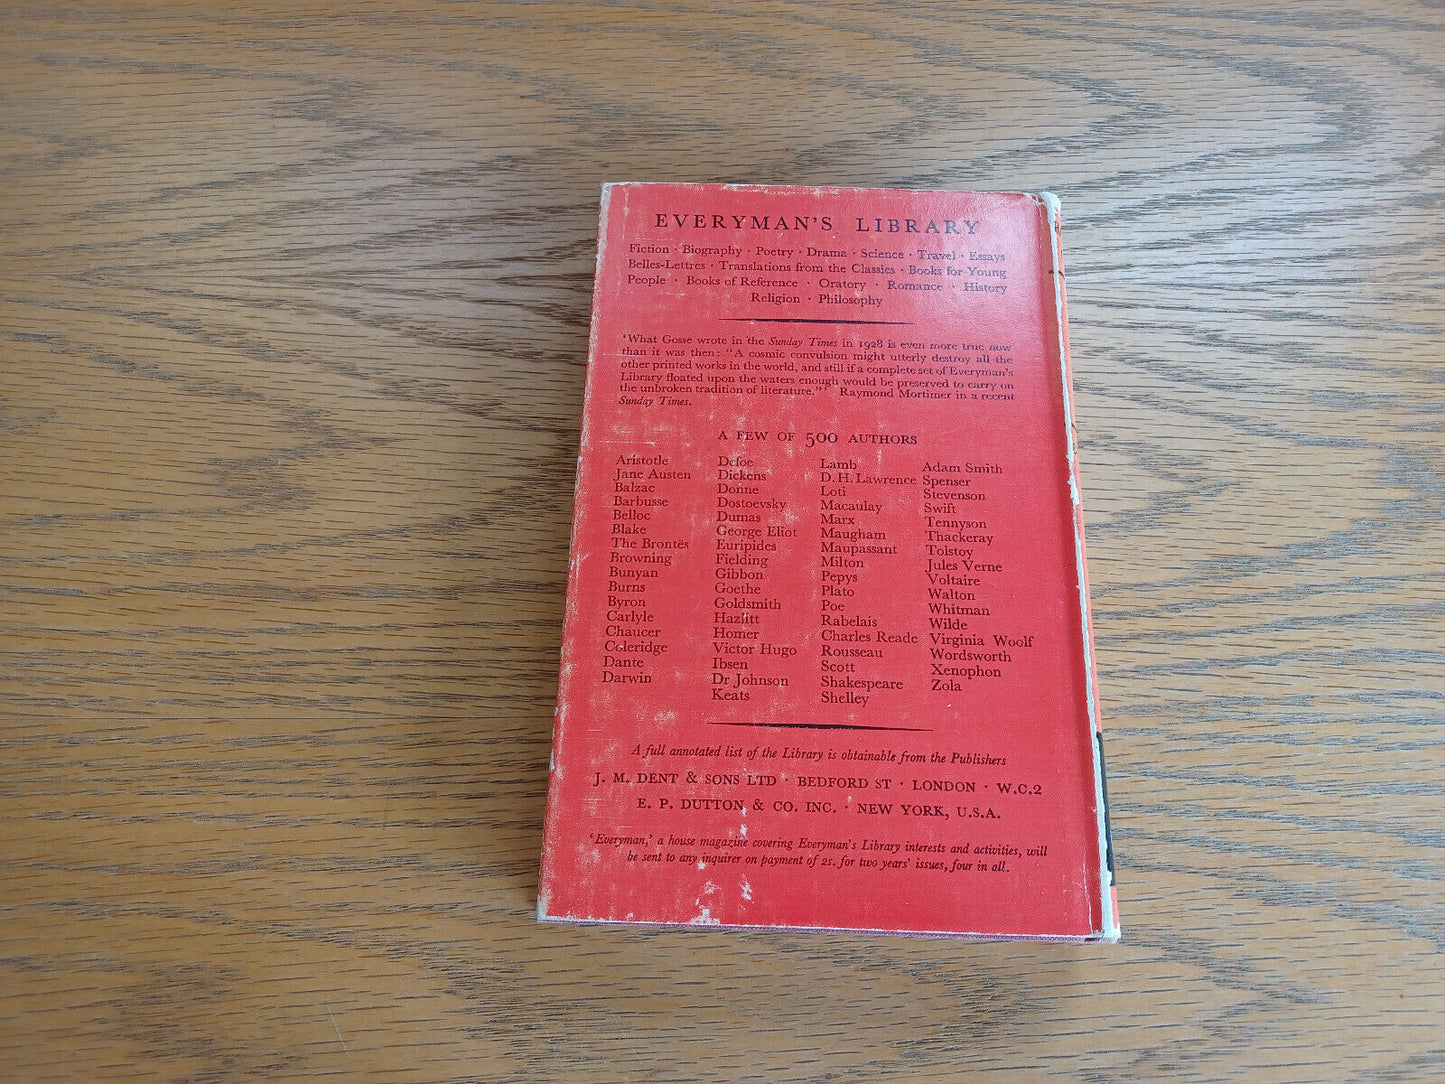 EVERYMAN'S LIBRARY
Fiction · Biography · Poetry · Drama · Science · Travel · Essays
Belles-Lettres · Translations from the Classics · Books for Young
People · Books of Reference · Oratory · Romance · History
Religion · Philosophy
'What Gosse wrote in the Sunday Times in 1928 is even more true now
than it was then: "A cosmic convulsion might utterly destroy all the
other printed works in the world, and still if a complete set of Everyman's
Library floated upon the waters enough would be preserved to carry on
the unbroken tradition of literature."' Raymond Mortimer in a recent
Sunday Times.
A FEW OF 500 AUTHORS
Aristotle
Jane Austen
Balzac
Barbusse
Belloc
Blake
The Brontës
Browning
Bunyan
Burns
Byron
Carlyle
Chaucer
Coleridge
Dante
Darwin
Defoe
Dickens
Donne
Dostoevsky
Dumas
George Eliot
Euripides
Fielding
Gibbon
Goethe
Goldsmith
Hazlitt
Homer
Victor Hugo
Ibsen
Dr Johnson
Keats
Lamb
D. H. Lawrence
Loti
Macaulay
Marx
Maugham
Maupassant
Milton
Pepys
Plato
Poe
Rabelais
Charles Reade
Rousseau
Scott
Shakespeare
Shelley
Adam Smith
Spenser
Stevenson
Swift
Tennyson
Thackeray
Tolstoy
Jules Verne
Voltaire
Walton
Whitman
Wilde
Virginia Woolf
Wordsworth
Xenophon
Zola
A full annotated list of the Library is obtainable from the Publishers
J. M. DENT & SONS LTD · BEDFORD ST · LONDON · W.C.2
E. P. DUTTON & CO. INC. · NEW YORK, U.S.A.
'Everyman,' a house magazine covering Everyman's Library interests and activities, will
be sent to any inquirer on payment of 2s. for two years' issues, four in all.